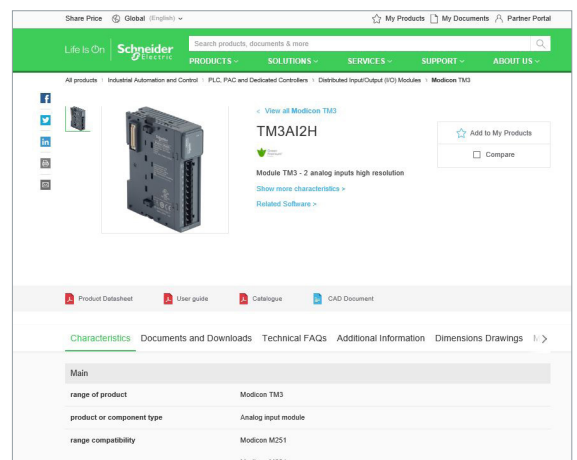 Share Price
Global (English)
My Products
My Documents
Partner Portal
Life Is On
Schneider
Electric
Search products, documents & more
PRODUCTS
SOLUTIONS
SERVICES
SUPPORT
ABOUT US
All products › Industrial Automation and Control › PLC, PAC and Dedicated Controllers › Distributed Input/Output (I/O) Modules › Modicon TM3
< View all Modicon TM3
TM3AI2H
Add to My Products
Compare
Module TM3 - 2 analog inputs high resolution
Show more characteristics >
Related Software >
Product Datasheet
User guide
Catalogue
CAD Document
Characteristics
Documents and Downloads
Technical FAQs
Additional Information
Dimensions Drawings
Main
range of product
Modicon TM3
product or component type
Analog input module
range compatibility
Modicon M251